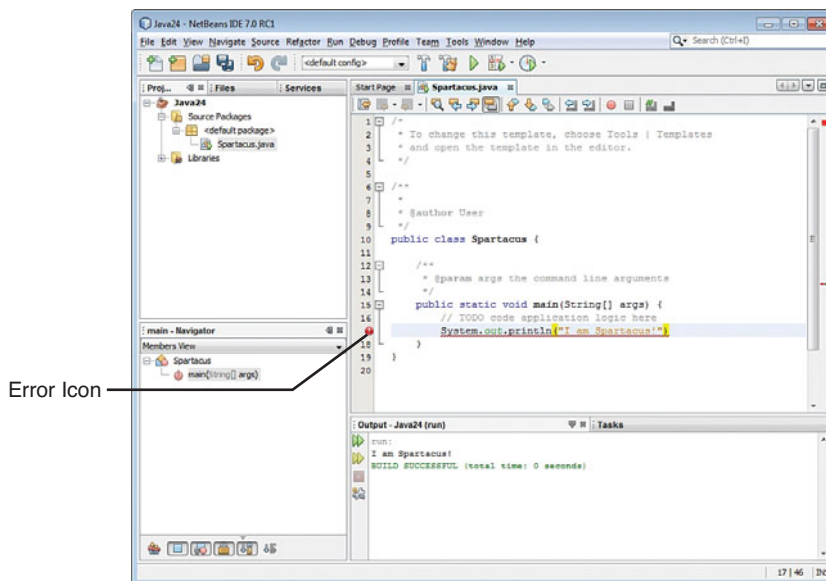 Java24 - NetBeans IDE 7.0 RC1
File Edit View Navigate Source Refactor Run Debug Profile Team Tools Window Help
Search (Ctrl+I)
<default config>
Proj... Files Services
Java24
Source Packages
<default package>
Spartacus.java
Libraries
Start Page Spartacus.java
1 /*
2 * To change this template, choose Tools | Templates
3 * and open the template in the editor.
4 */
5
6 /**
7 *
8 * @author User
9 */
10 public class Spartacus {
11
12 /**
13 * @param args the command line arguments
14 */
15 public static void main(String[] args) {
16 // TODO code application logic here
System.out.println("I am Spartacus!")
18 }
19 }
20
main - Navigator
Members View
Spartacus
main(String[] args)
Error Icon
Output - Java24 (run) Tasks
run:
I am Spartacus!
BUILD SUCCESSFUL (total time: 0 seconds)
17 | 46 INS